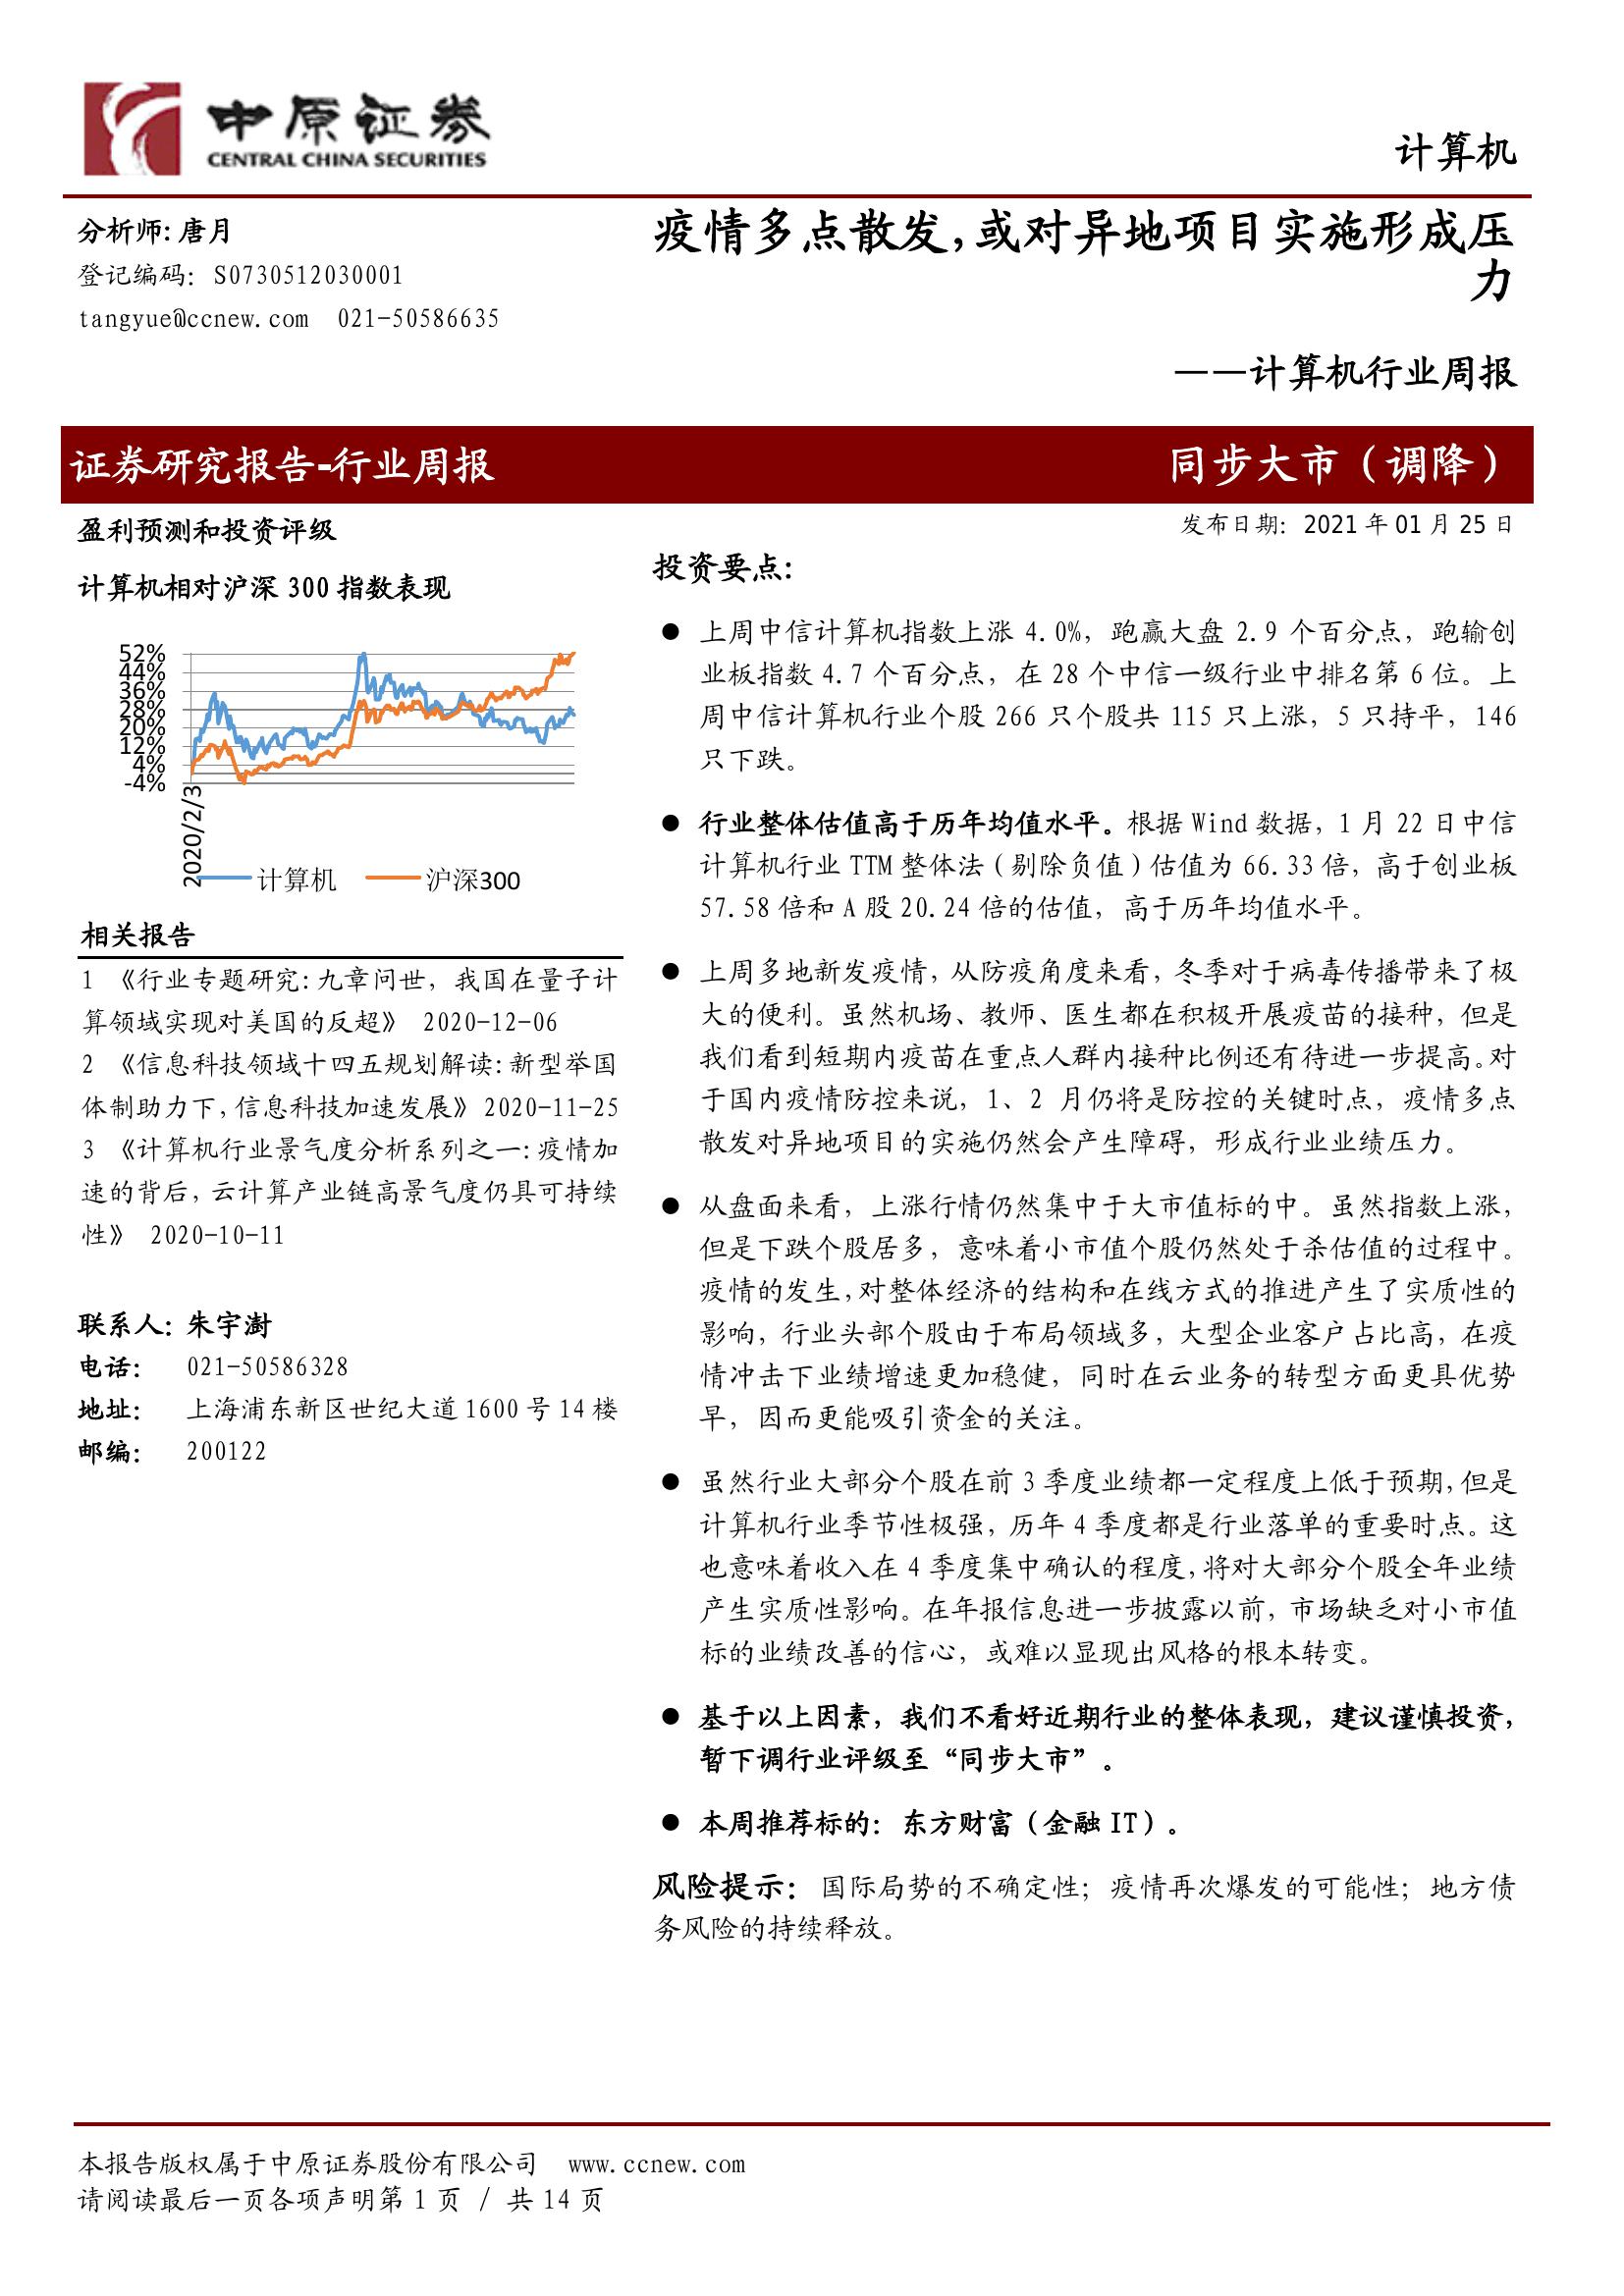 中原证券
CENTRAL CHINA SECURITIES
计算机
分析师:唐月
登记编码：S0730512030001
tangyue@ccnew.com 021-50586635
疫情多点散发,或对异地项目实施形成压
力
——计算机行业周报
证券研究报告-行业周报
同步大市（调降）
盈利预测和投资评级
计算机相对沪深 300 指数表现
52%
44%
36%
28%
20%
12%
4%
-4%
2020/2/3
计算机 沪深300
相关报告
1 《行业专题研究:九章问世，我国在量子计
算领域实现对美国的反超》 2020-12-06
2 《信息科技领域十四五规划解读:新型举国
体制助力下,信息科技加速发展》2020-11-25
3 《计算机行业景气度分析系列之一:疫情加
速的背后,云计算产业链高景气度仍具可持续
性》 2020-10-11
联系人: 朱宇澍
电话： 021-50586328
地址： 上海浦东新区世纪大道 1600 号 14 楼
邮编： 200122
发布日期：2021 年 01 月 25 日
投资要点:
● 上周中信计算机指数上涨 4.0%，跑赢大盘 2.9 个百分点，跑输创
业板指数 4.7 个百分点，在 28 个中信一级行业中排名第 6 位。上
周中信计算机行业个股 266 只个股共 115 只上涨，5 只持平，146
只下跌。
● 行业整体估值高于历年均值水平。根据 Wind 数据，1 月 22 日中信
计算机行业 TTM 整体法（剔除负值）估值为 66.33 倍，高于创业板
57.58 倍和 A 股 20.24 倍的估值，高于历年均值水平。
● 上周多地新发疫情，从防疫角度来看，冬季对于病毒传播带来了极
大的便利。虽然机场、教师、医生都在积极开展疫苗的接种，但是
我们看到短期内疫苗在重点人群内接种比例还有待进一步提高。对
于国内疫情防控来说，1、2 月仍将是防控的关键时点，疫情多点
散发对异地项目的实施仍然会产生障碍，形成行业业绩压力。
● 从盘面来看，上涨行情仍然集中于大市值标的中。虽然指数上涨，
但是下跌个股居多，意味着小市值个股仍然处于杀估值的过程中。
疫情的发生,对整体经济的结构和在线方式的推进产生了实质性的
影响，行业头部个股由于布局领域多，大型企业客户占比高，在疫
情冲击下业绩增速更加稳健，同时在云业务的转型方面更具优势
早，因而更能吸引资金的关注。
● 虽然行业大部分个股在前 3 季度业绩都一定程度上低于预期,但是
计算机行业季节性极强，历年 4 季度都是行业落单的重要时点。这
也意味着收入在 4 季度集中确认的程度,将对大部分个股全年业绩
产生实质性影响。在年报信息进一步披露以前，市场缺乏对小市值
标的业绩改善的信心，或难以显现出风格的根本转变。
● 基于以上因素，我们不看好近期行业的整体表现，建议谨慎投资，
暂下调行业评级至“同步大市”。
● 本周推荐标的：东方财富（金融 IT）。
风险提示：国际局势的不确定性；疫情再次爆发的可能性；地方债
务风险的持续释放。
本报告版权属于中原证券股份有限公司 www.ccnew.com
请阅读最后一页各项声明第 1 页 / 共 14 页